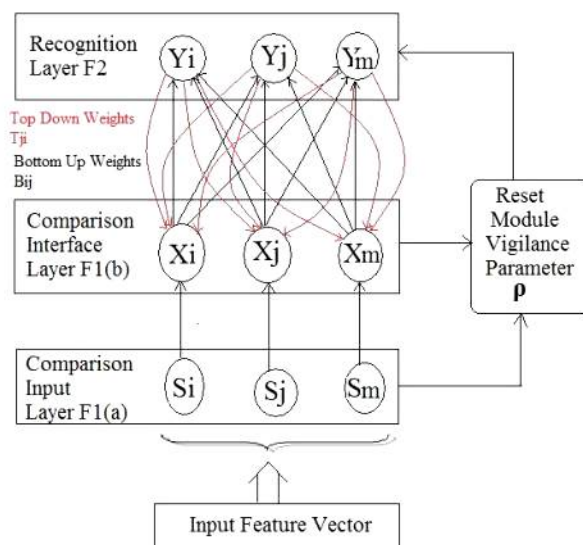 Recognition
Layer F2
Yi
Yj
Ym
Top Down Weights
Tji
Bottom Up Weights
Bij
Comparison
Interface
Layer F1(b)
Xi
Xj
Xm
Reset
Module
Vigilance
Parameter
ρ
Comparison
Input
Layer F1(a)
Si
Sj
Sm
Input Feature Vector